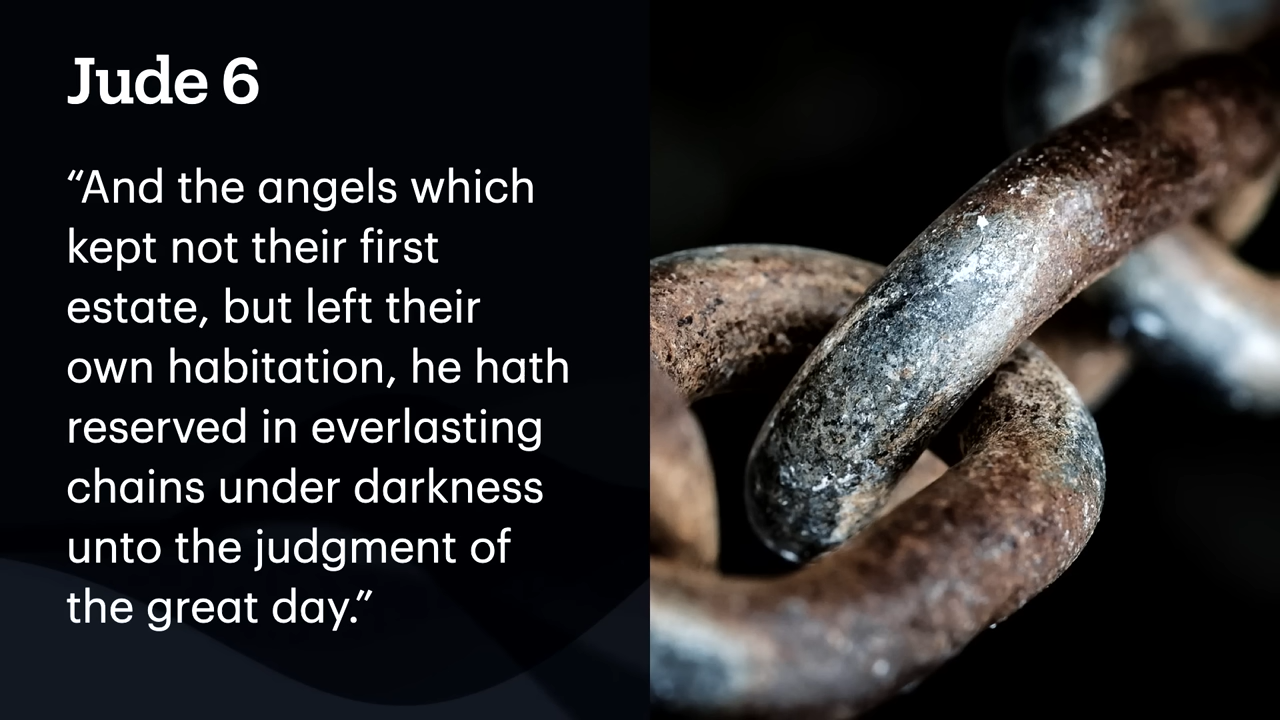 Jude 6
“And the angels which
kept not their first
estate, but left their
own habitation, he hath
reserved in everlasting
chains under darkness
unto the judgment of
the great day.”